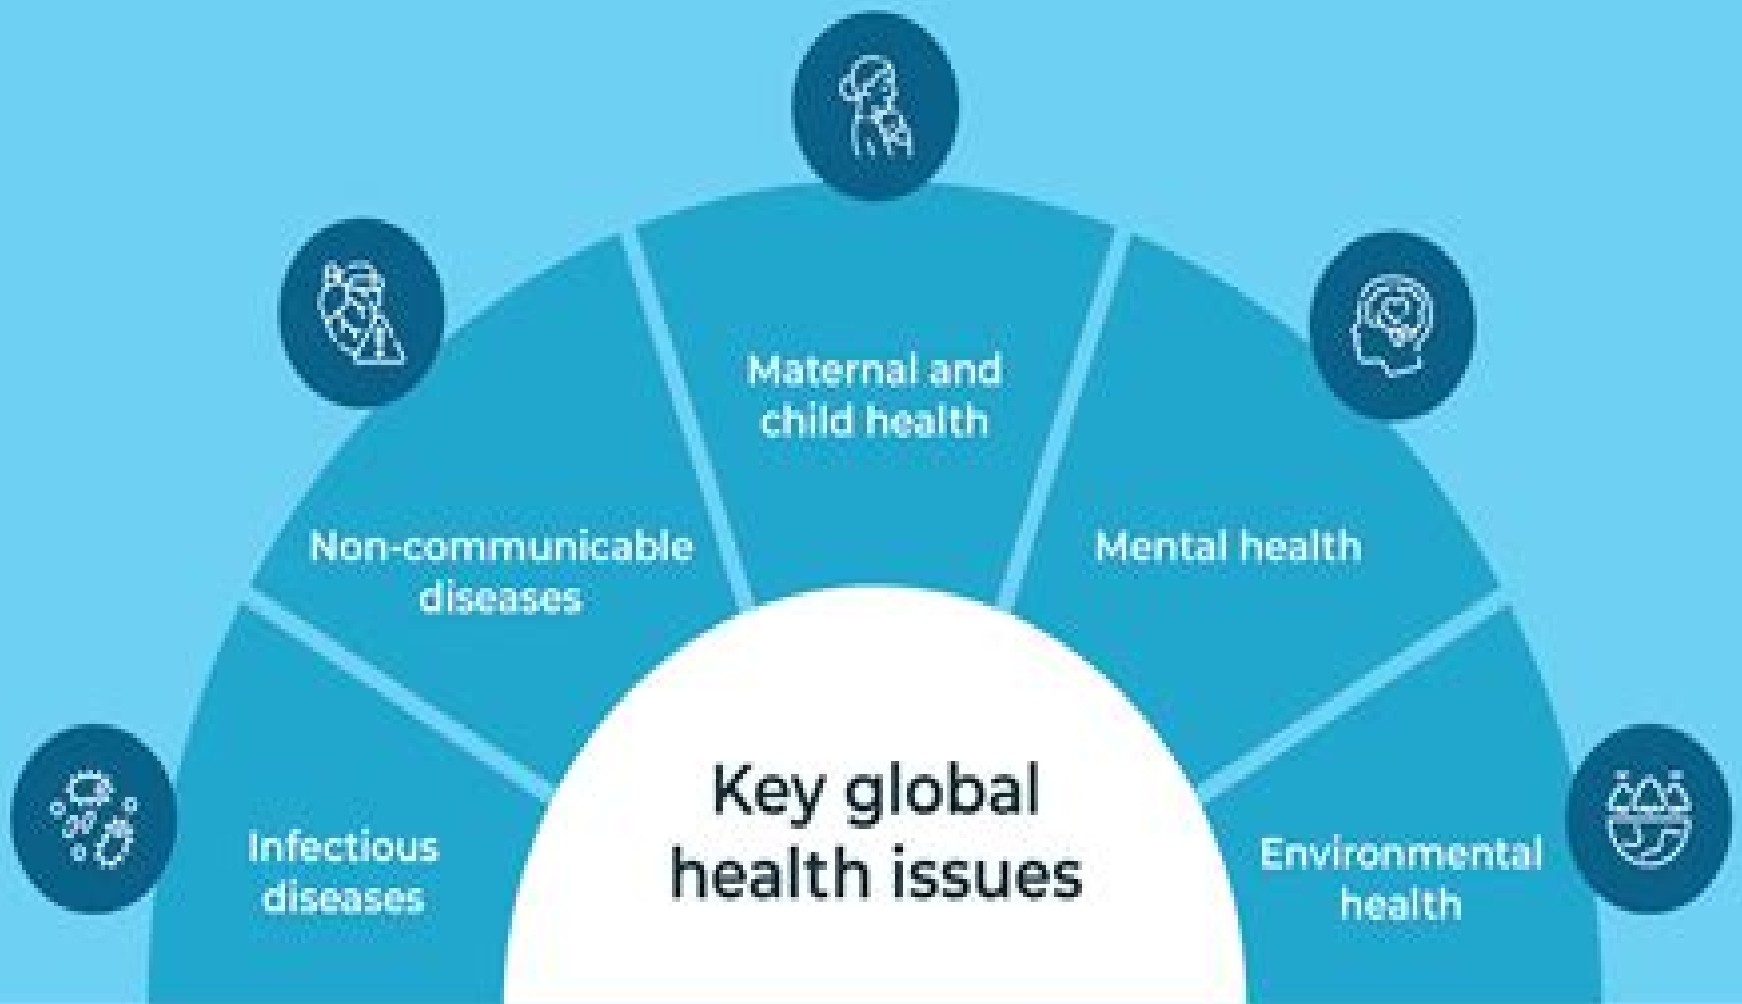 Maternal and
child health
Non-communicable
diseases
Mental health
Key global
health issues
Infectious
diseases
Environmental
health